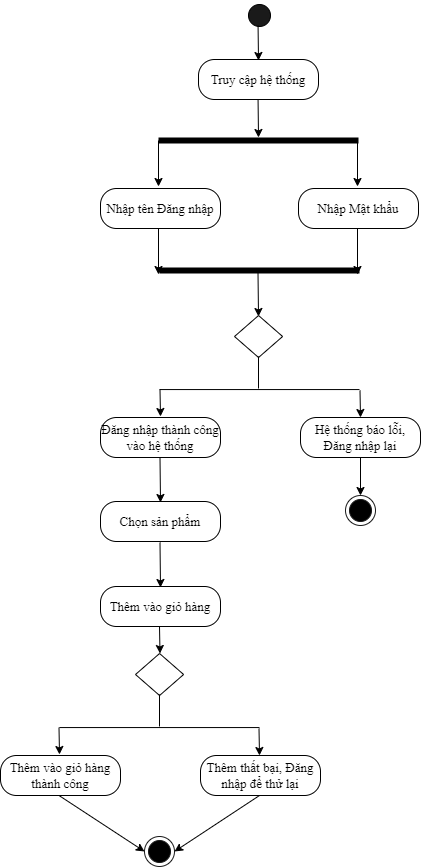 Truy cập hệ thống
Nhập tên Đăng nhập
Nhập Mật khẩu
Đăng nhập thành công
vào hệ thống
Hệ thống báo lỗi,
Đăng nhập lại
Chọn sản phẩm
Thêm vào giỏ hàng
Thêm vào giỏ hàng
thành công
Thêm thất bại, Đăng
nhập để thử lại